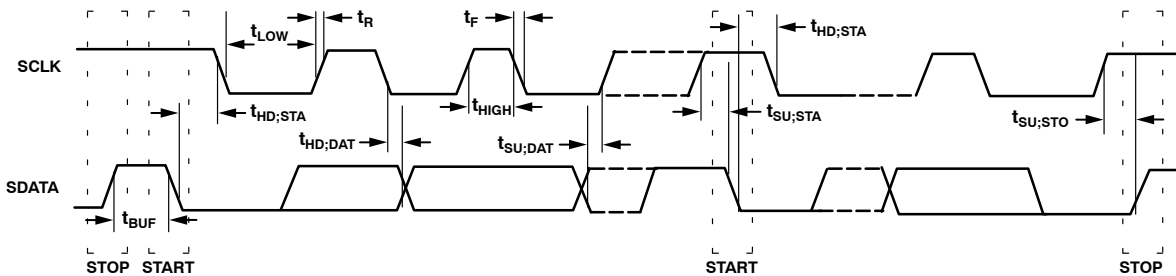 tR
tF
tLOW
tHD;STA
SCLK
tHD;STA
tHIGH
tSU;STA
tSU;STO
tHD;DAT
tSU;DAT
SDATA
tBUF
STOP START
START
STOP